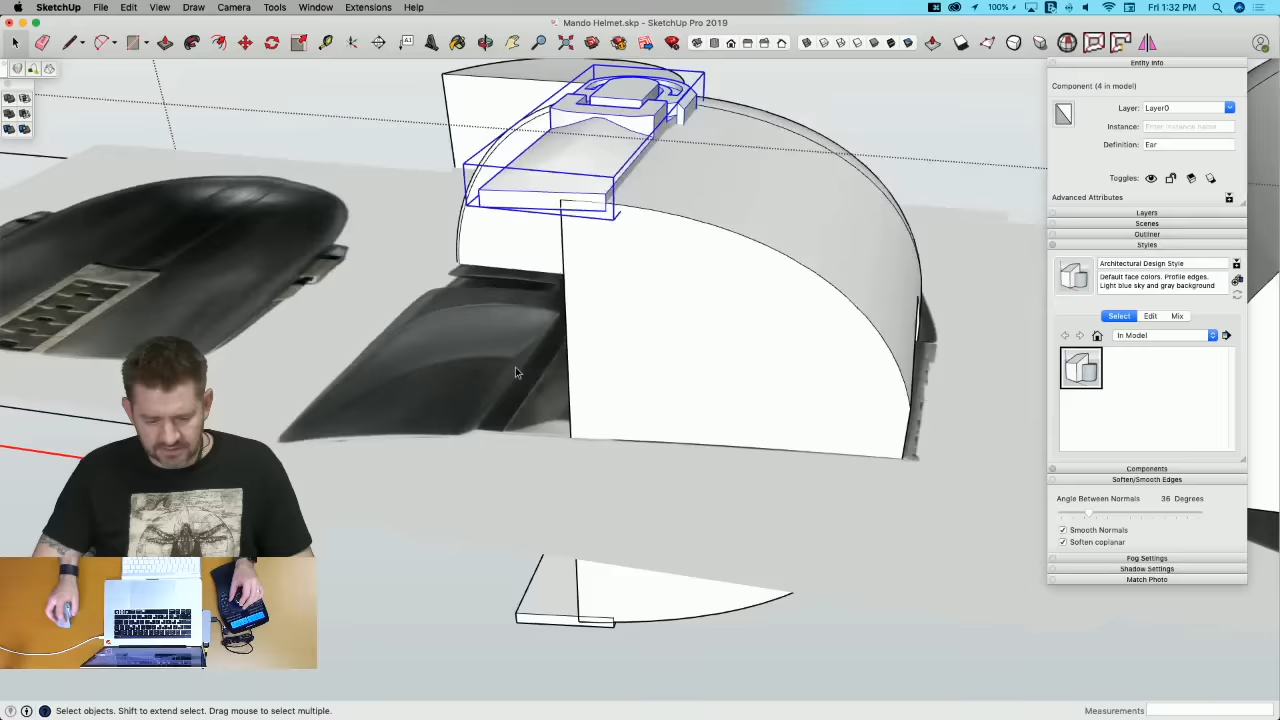 SketchUp File Edit View Draw Camera Tools Window Extensions Help
100% Fri 1:32 PM
Mando Helmet.skp - SketchUp Pro 2019
Entity Info
Component (4 in model)
Layer: Layer0
Instance: Enter instance name
Definition: Ear
Toggles:
Advanced Attributes
Layers
Scenes
Outliner
Styles
Architectural Design Style
Default face colors. Profile edges.
Light blue sky and gray background
Select Edit Mix
In Model
Components
Soften/Smooth Edges
Angle Between Normals 36 Degrees
Smooth Normals
Soften coplanar
Fog Settings
Shadow Settings
Match Photo
Select objects. Shift to extend select. Drag mouse to select multiple.
Measurements